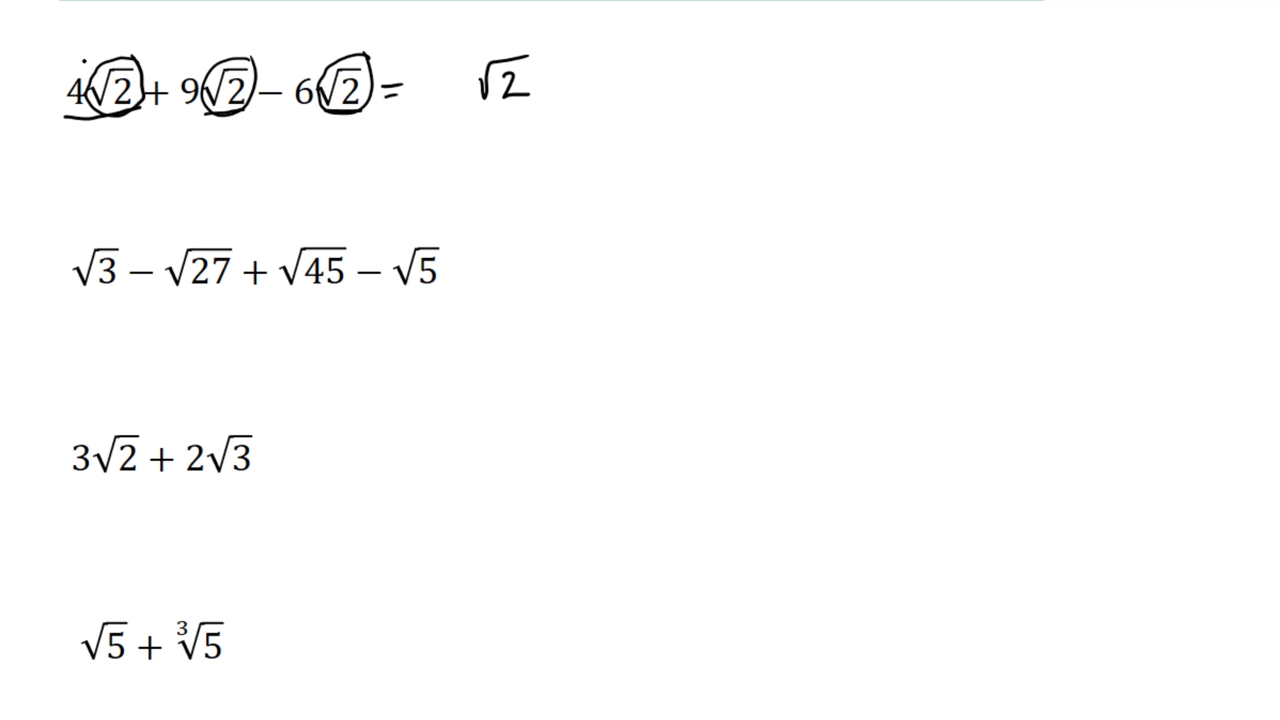 4√2 + 9√2 − 6√2 = √2
√3 − √27 + √45 − √5
3√2 + 2√3
√5 + ∛5